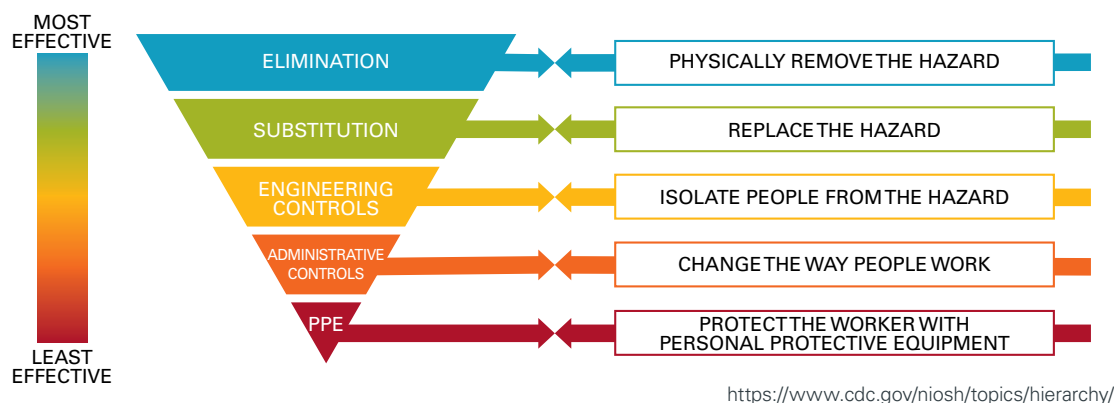 MOST
EFFECTIVE
ELIMINATION
PHYSICALLY REMOVE THE HAZARD
SUBSTITUTION
REPLACE THE HAZARD
ENGINEERING
CONTROLS
ISOLATE PEOPLE FROM THE HAZARD
ADMINISTRATIVE
CONTROLS
CHANGE THE WAY PEOPLE WORK
PPE
PROTECT THE WORKER WITH
PERSONAL PROTECTIVE EQUIPMENT
LEAST
EFFECTIVE
https://www.cdc.gov/niosh/topics/hierarchy/